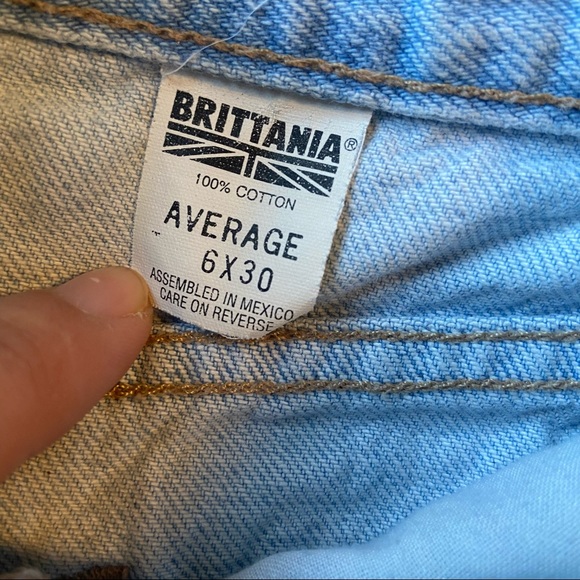 BRITTANIA®
100% COTTON
AVERAGE
6X30
ASSEMBLED IN MEXICO
CARE ON REVERSE